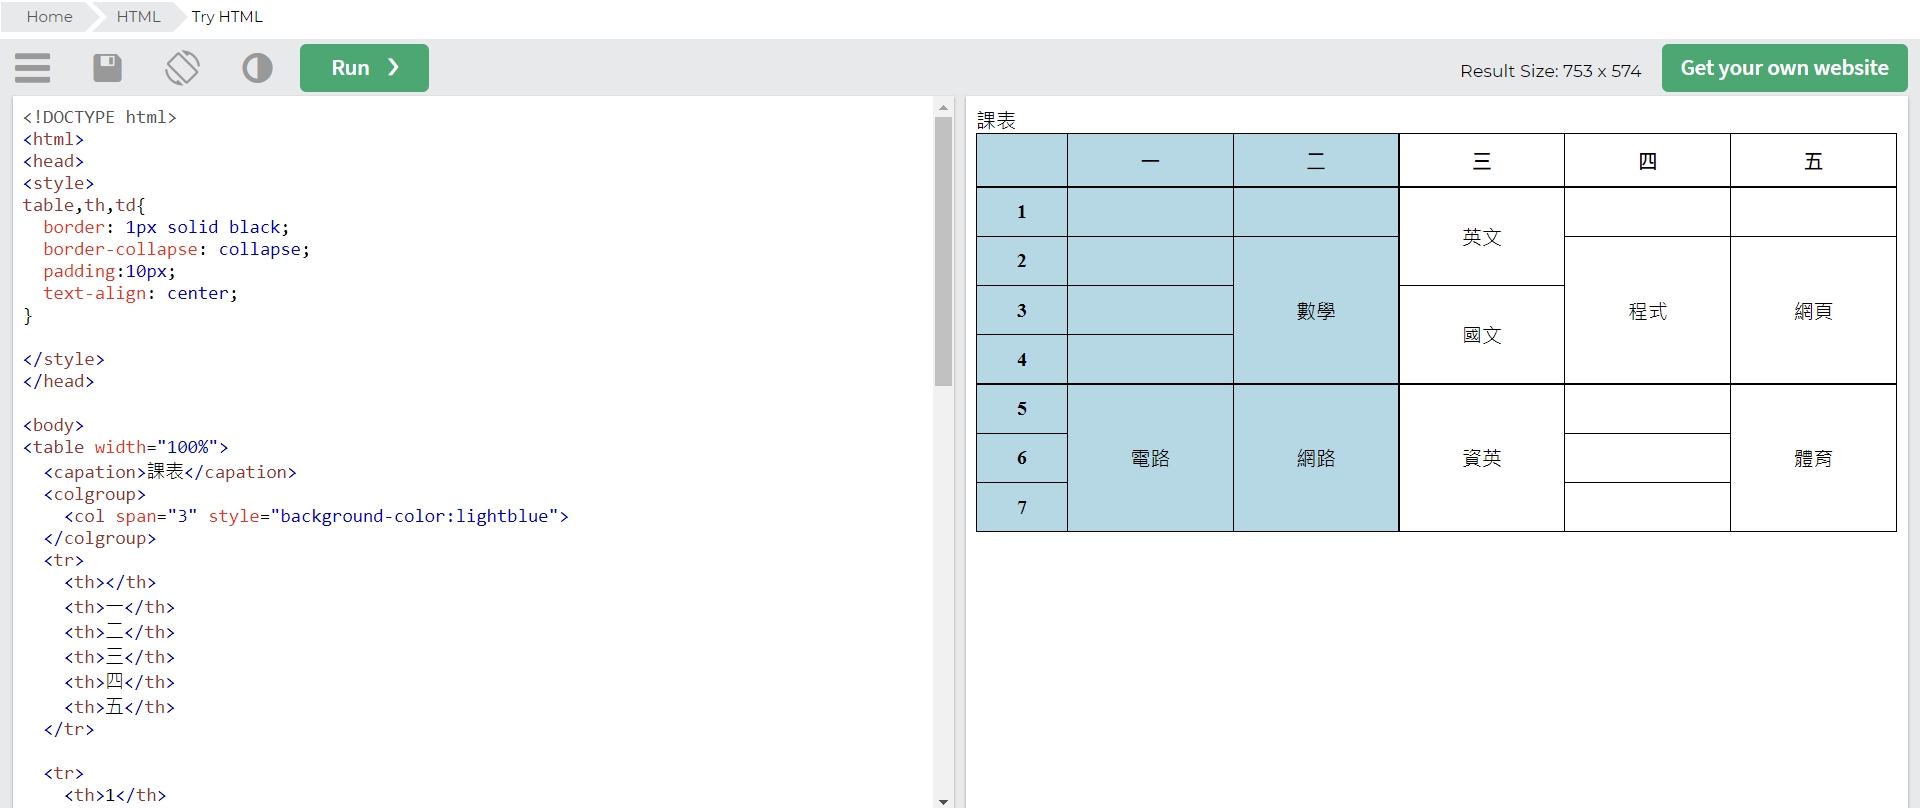 Home HTML Try HTML
Run ❯ Result Size: 753 x 574 Get your own website
<!DOCTYPE html>
<html>
<head>
<style>
table,th,td{
  border: 1px solid black;
  border-collapse: collapse;
  padding:10px;
  text-align: center;
}
</style>
</head>
<body>
<table width="100%">
  <capation>課表</capation>
  <colgroup>
    <col span="3" style="background-color:lightblue">
  </colgroup>
  <tr>
    <th></th>
    <th>一</th>
    <th>二</th>
    <th>三</th>
    <th>四</th>
    <th>五</th>
  </tr>
  <tr>
    <th>1</th>
課表
一 二 三 四 五
1
英文
2
3 數學 程式 網頁
國文
4
5
6 電路 網路 資英 體育
7